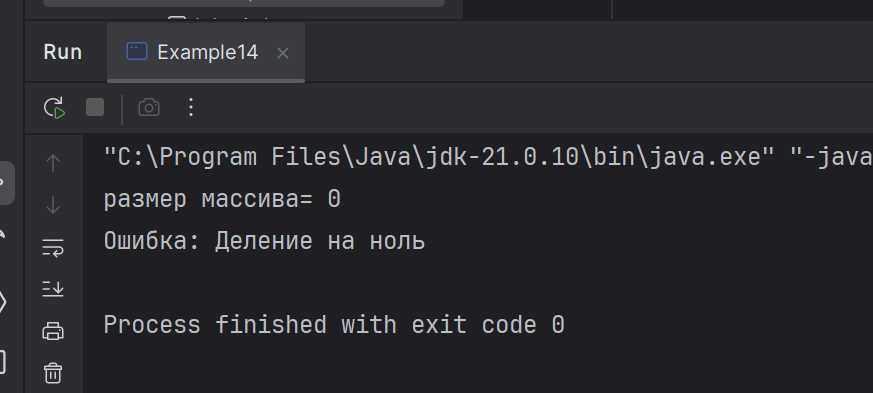 Run Example14
"C:\Program Files\Java\jdk-21.0.10\bin\java.exe" "-java
размер массива= 0
Ошибка: Деление на ноль
Process finished with exit code 0